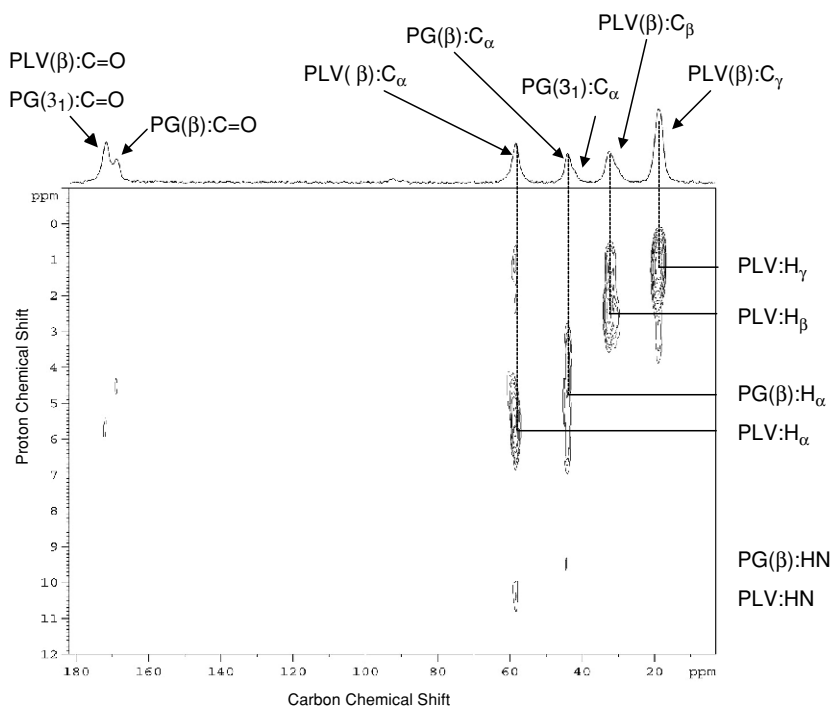 PLV(β):Cβ
PG(β):Cα
PLV(β):C=O
PLV( β):Cα
PLV(β):Cγ
PG(3₁):Cα
PG(3₁):C=O
PG(β):C=O
ppm
0
1
PLV:Hγ
2
PLV:Hβ
3
4
PG(β):Hα
5
PLV:Hα
6
7
8
9
PG(β):HN
10
PLV:HN
11
12
Proton Chemical Shift
180 160 140 120 100 80 60 40 20 ppm
Carbon Chemical Shift